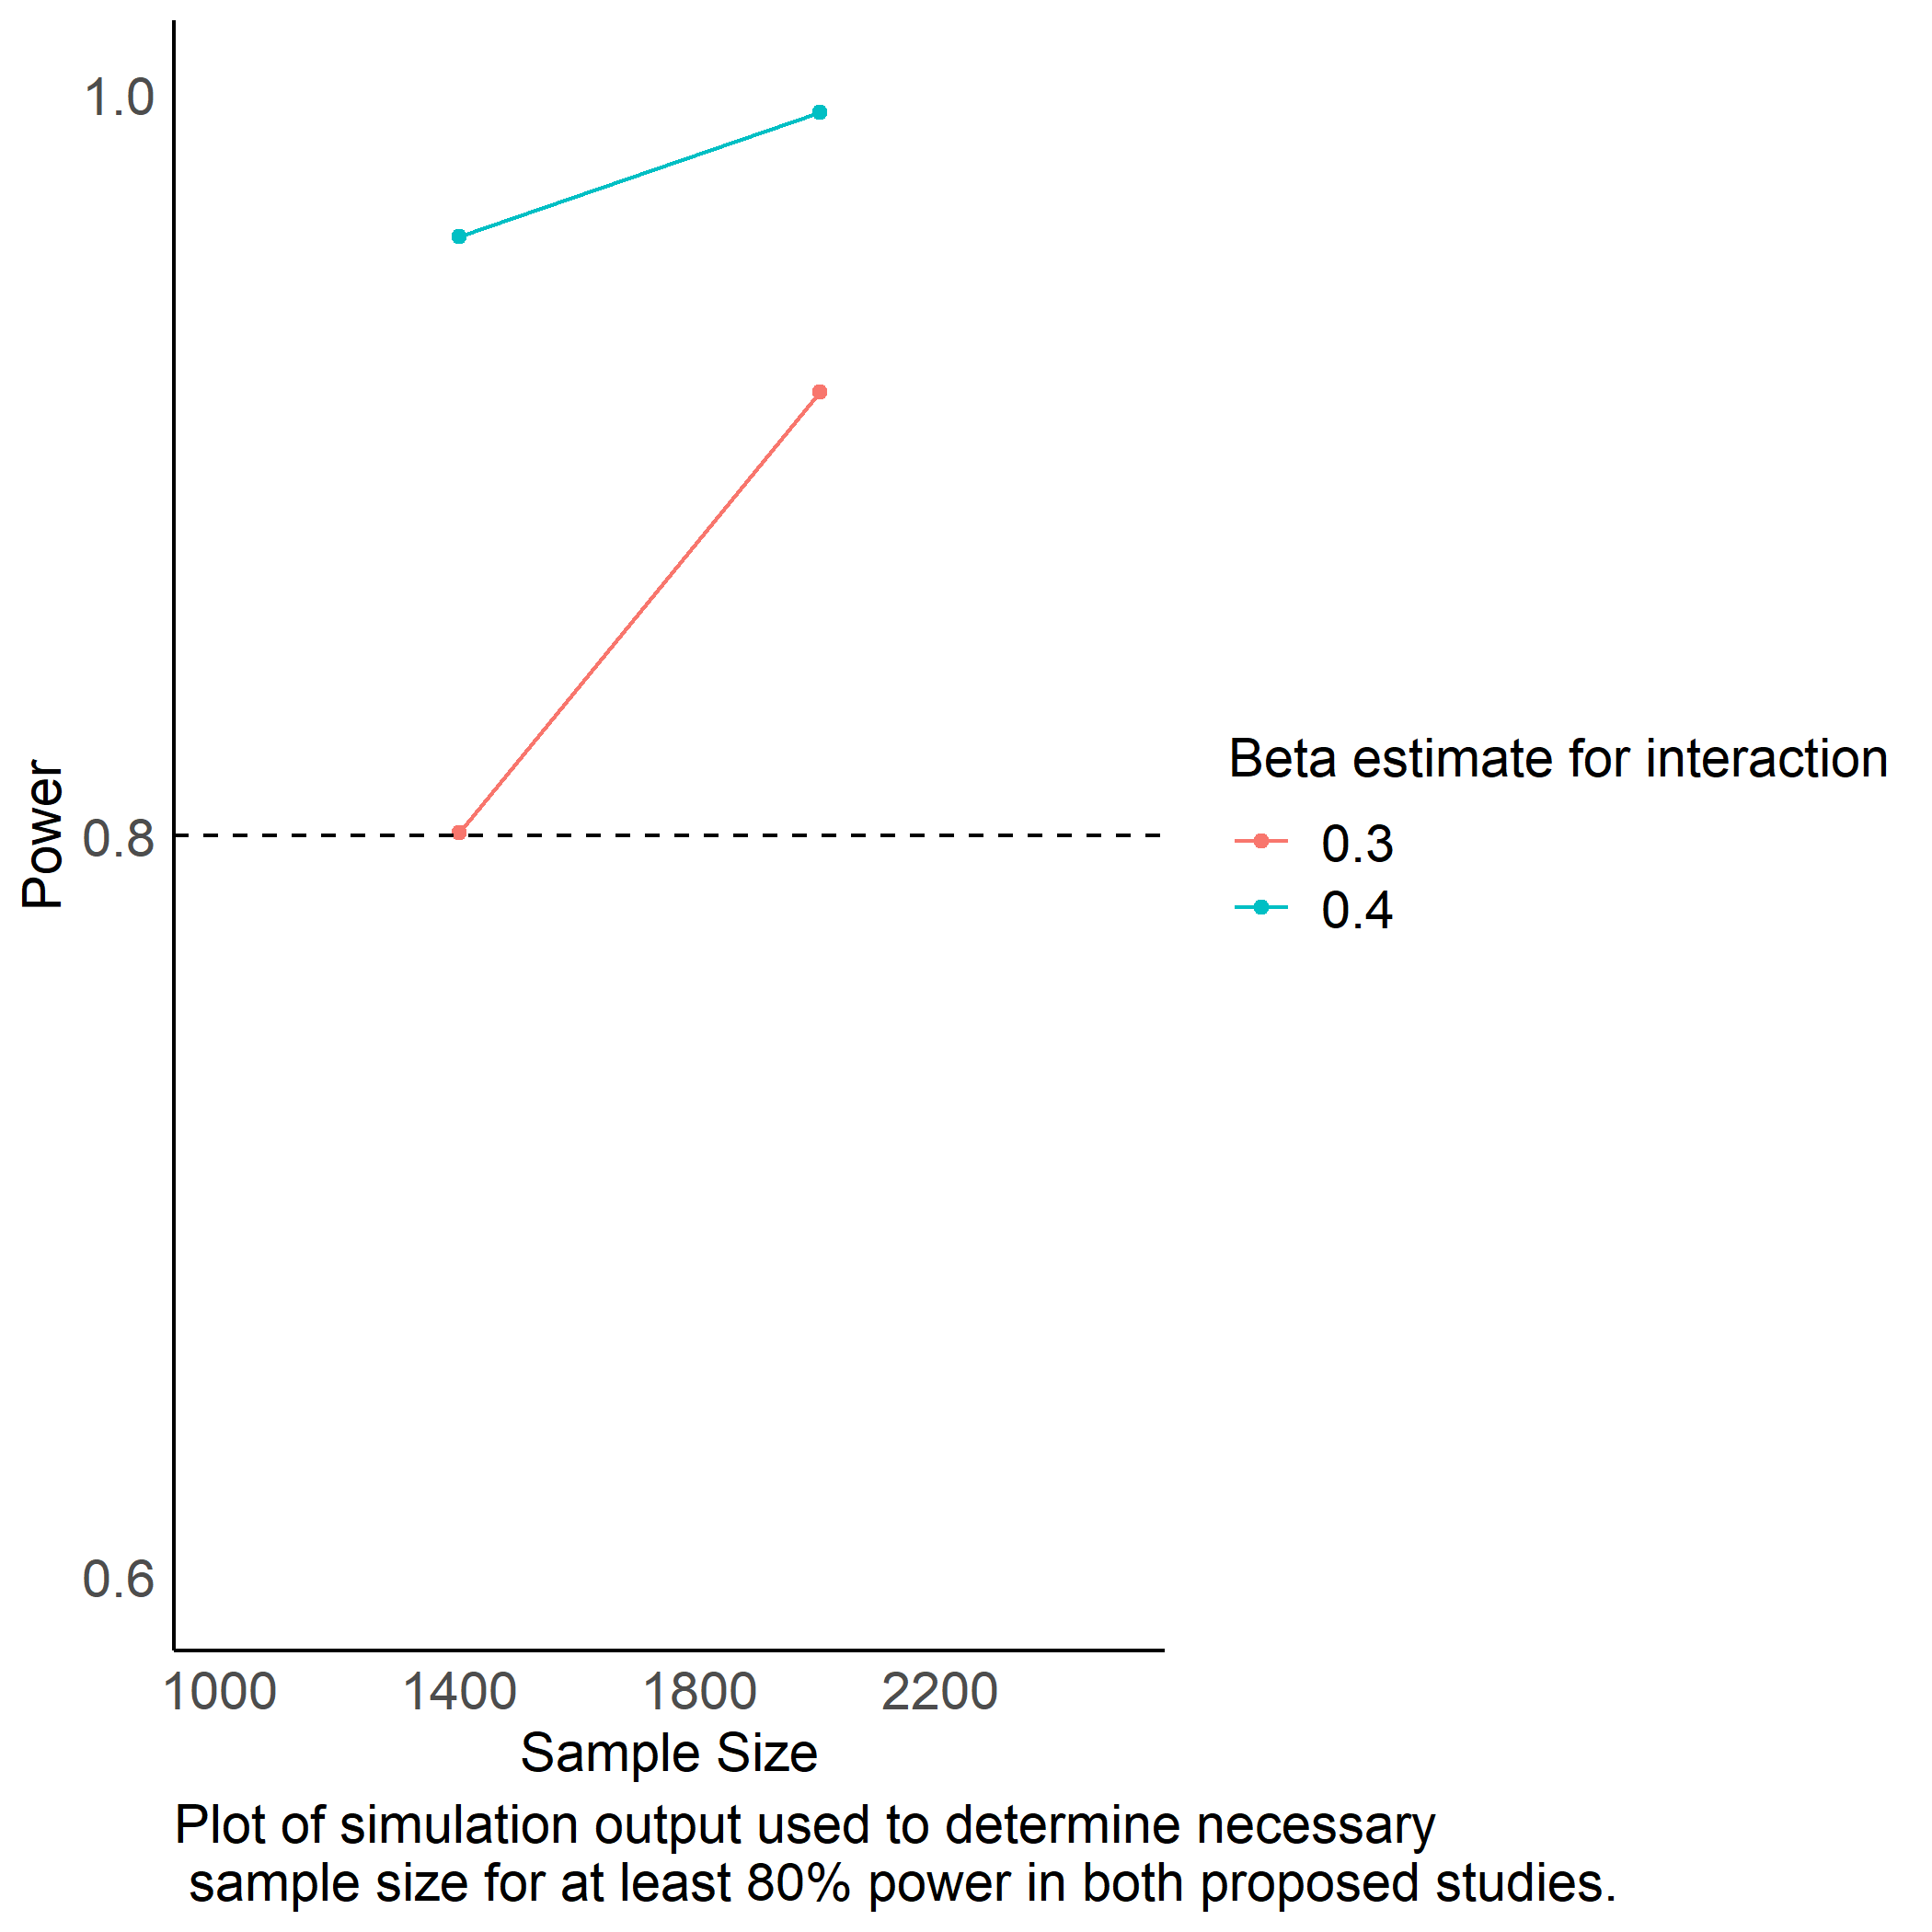 1.0
0.8
0.6
Power
1000 1400 1800 2200
Sample Size
Beta estimate for interaction
0.3
0.4
Plot of simulation output used to determine necessary
sample size for at least 80% power in both proposed studies.